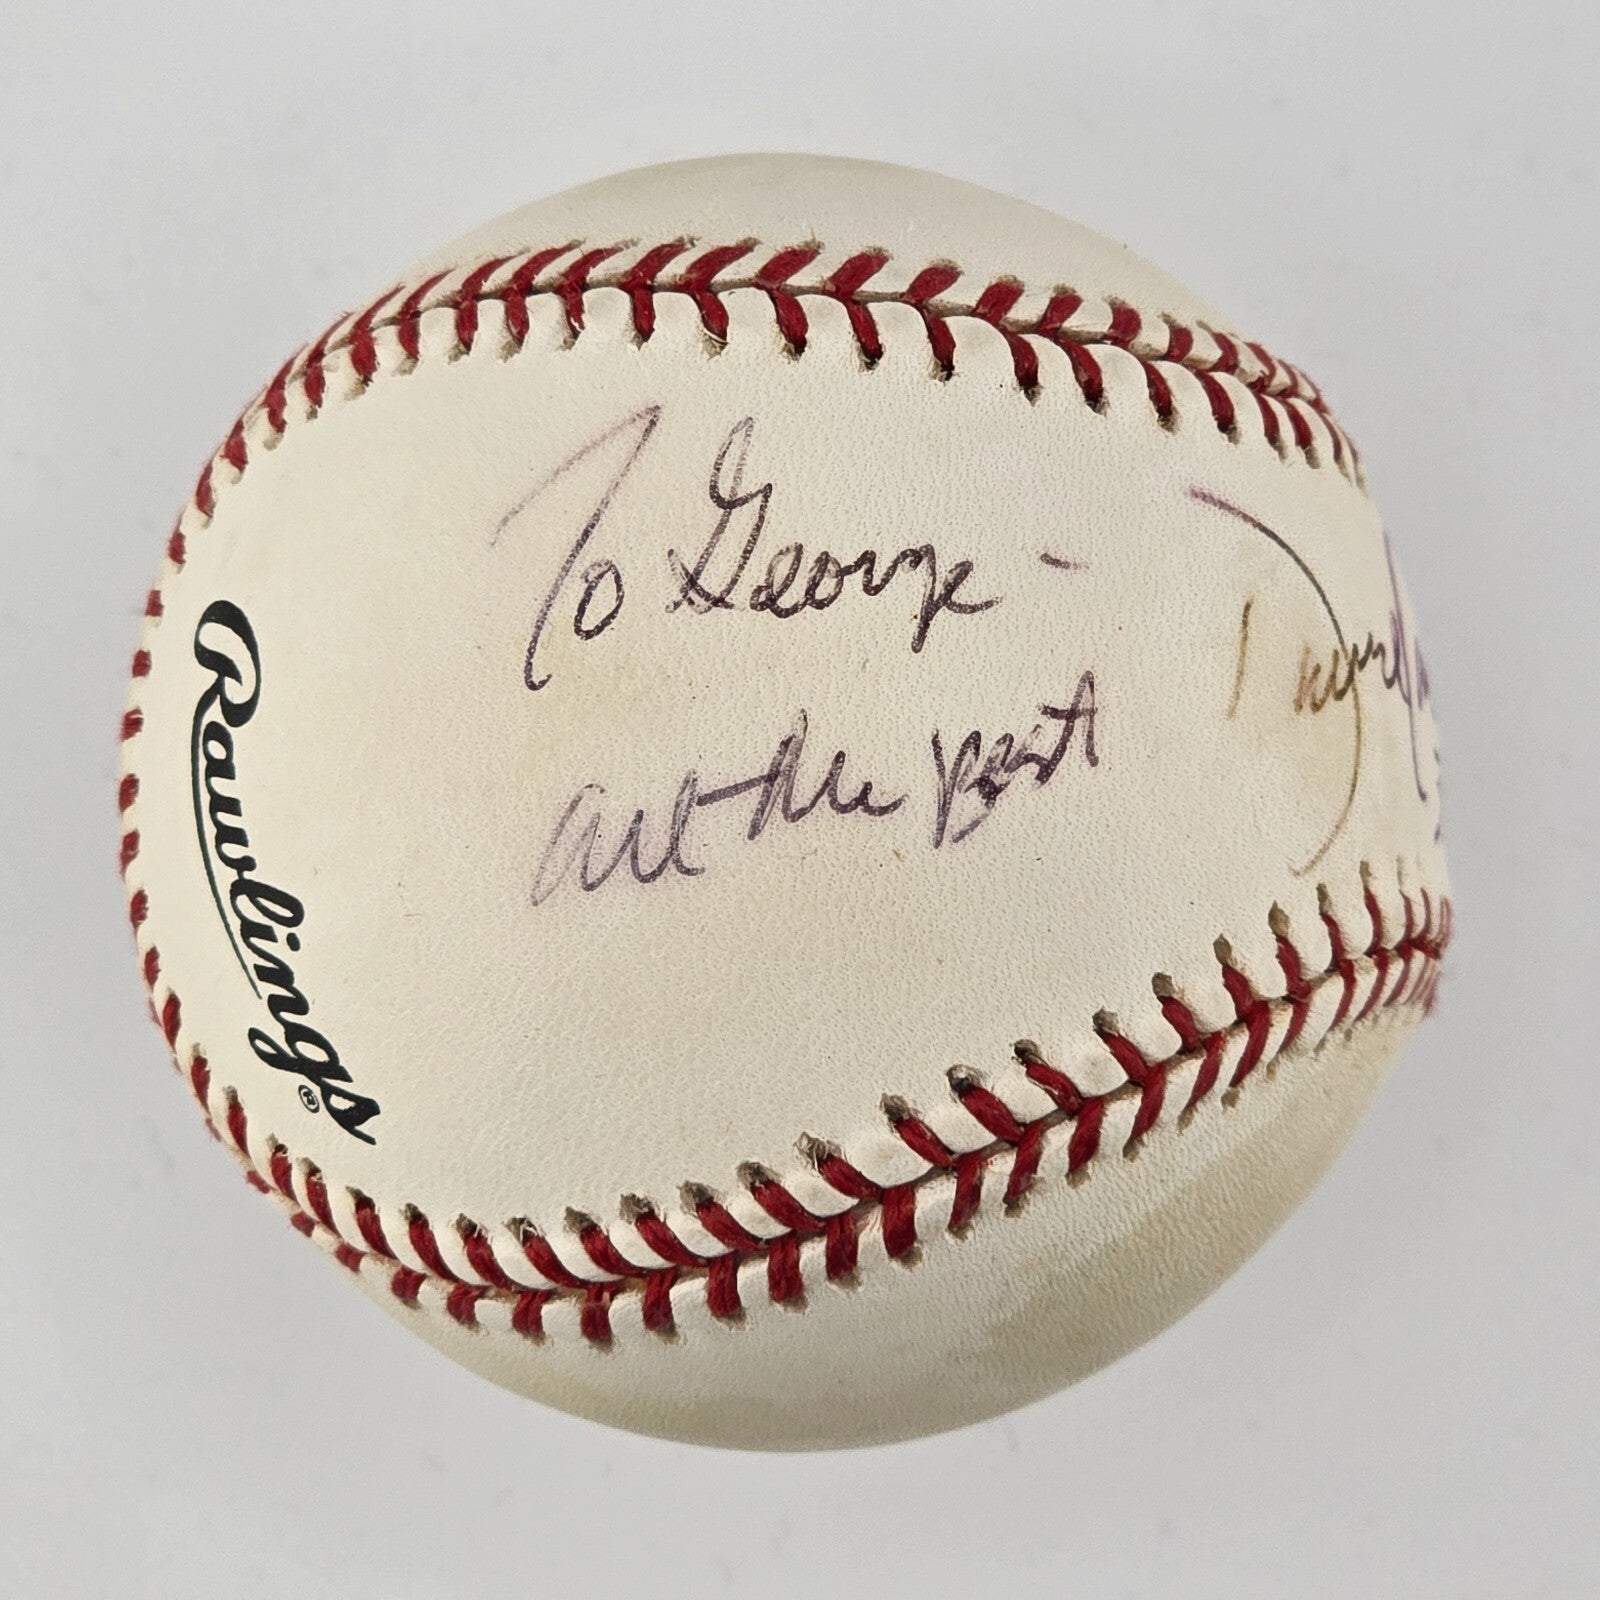 To George -
All the Best
Rawlings®